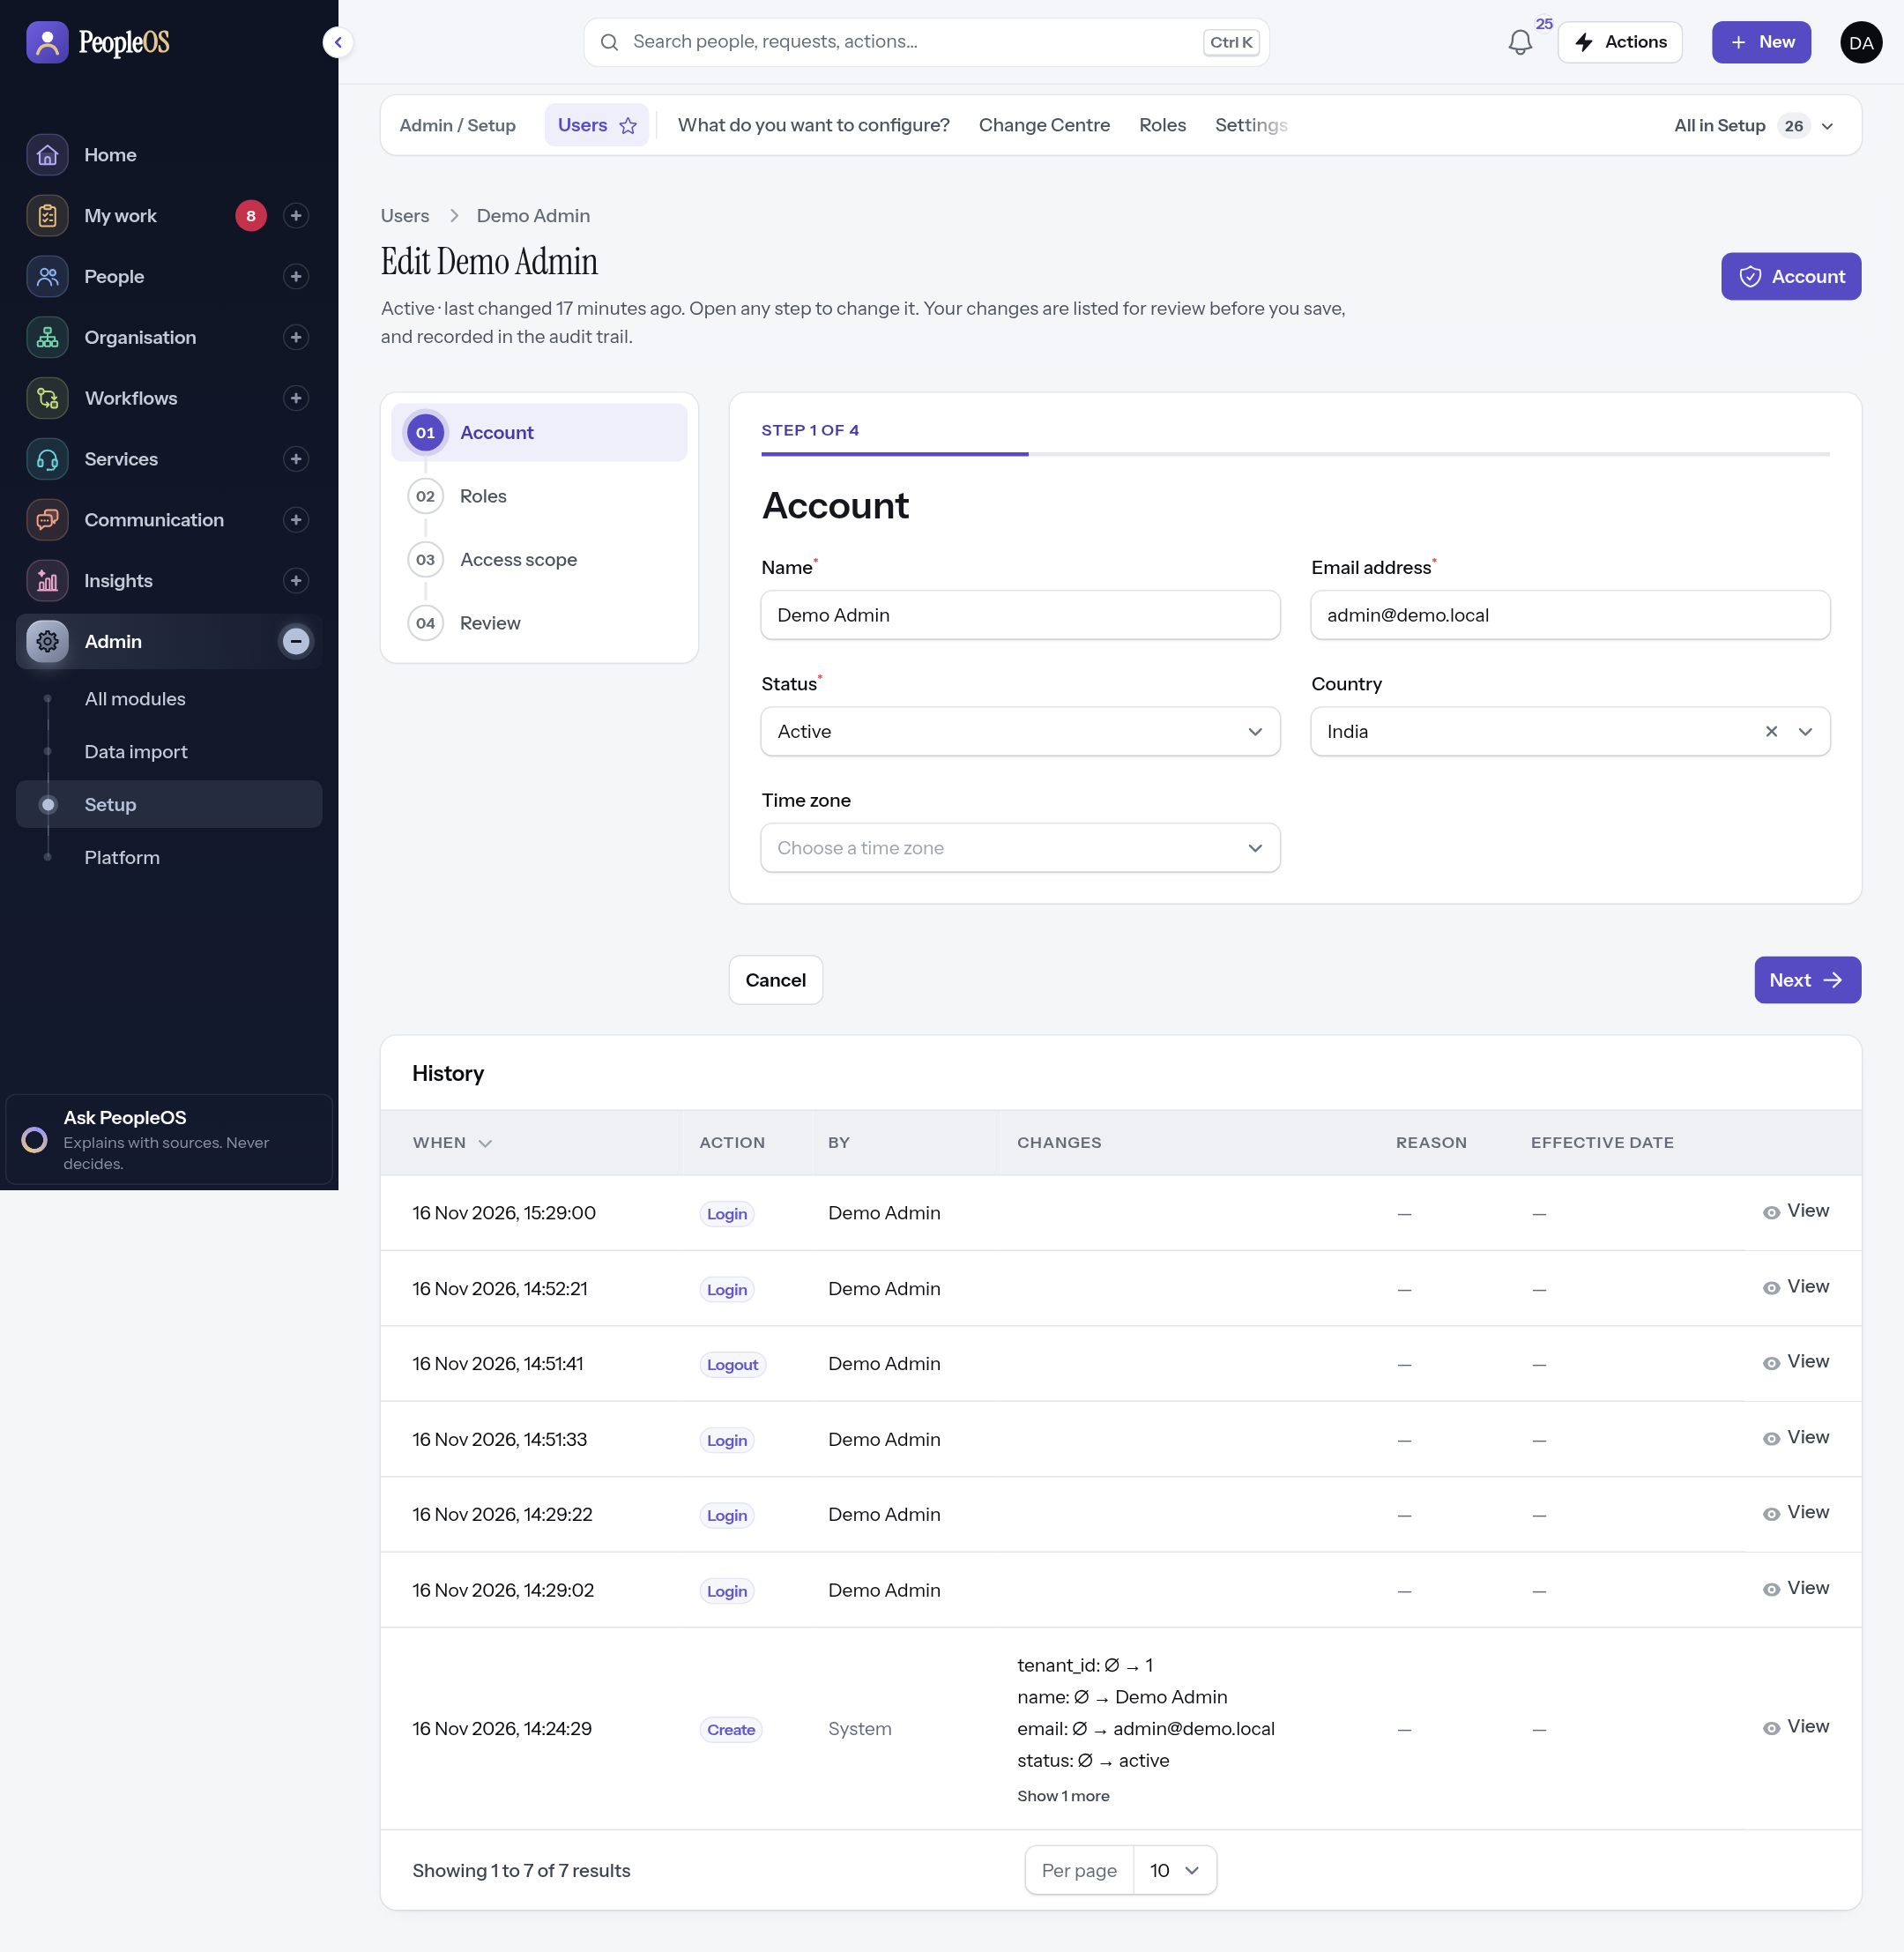 PeopleOS
Search people, requests, actions...
Ctrl K
25
Actions
New
DA
Home
My work
8
People
Organisation
Workflows
Services
Communication
Insights
Admin
All modules
Data import
Setup
Platform
Ask PeopleOS
Explains with sources. Never
decides.
Admin / Setup
Users
What do you want to configure?
Change Centre
Roles
Settings
All in Setup
26
Users
Demo Admin
Edit Demo Admin
Active · last changed 17 minutes ago. Open any step to change it. Your changes are listed for review before you save,
and recorded in the audit trail.
Account
01 Account
02 Roles
03 Access scope
04 Review
STEP 1 OF 4
Account
Name*
Demo Admin
Email address*
admin@demo.local
Status*
Active
Country
India
Time zone
Choose a time zone
Cancel
Next
History
WHEN ACTION BY CHANGES REASON EFFECTIVE DATE
16 Nov 2026, 15:29:00 Login Demo Admin — — View
16 Nov 2026, 14:52:21 Login Demo Admin — — View
16 Nov 2026, 14:51:41 Logout Demo Admin — — View
16 Nov 2026, 14:51:33 Login Demo Admin — — View
16 Nov 2026, 14:29:22 Login Demo Admin — — View
16 Nov 2026, 14:29:02 Login Demo Admin — — View
16 Nov 2026, 14:24:29 Create System
tenant_id: ∅ → 1
name: ∅ → Demo Admin
email: ∅ → admin@demo.local
status: ∅ → active
Show 1 more
— — View
Showing 1 to 7 of 7 results
Per page 10